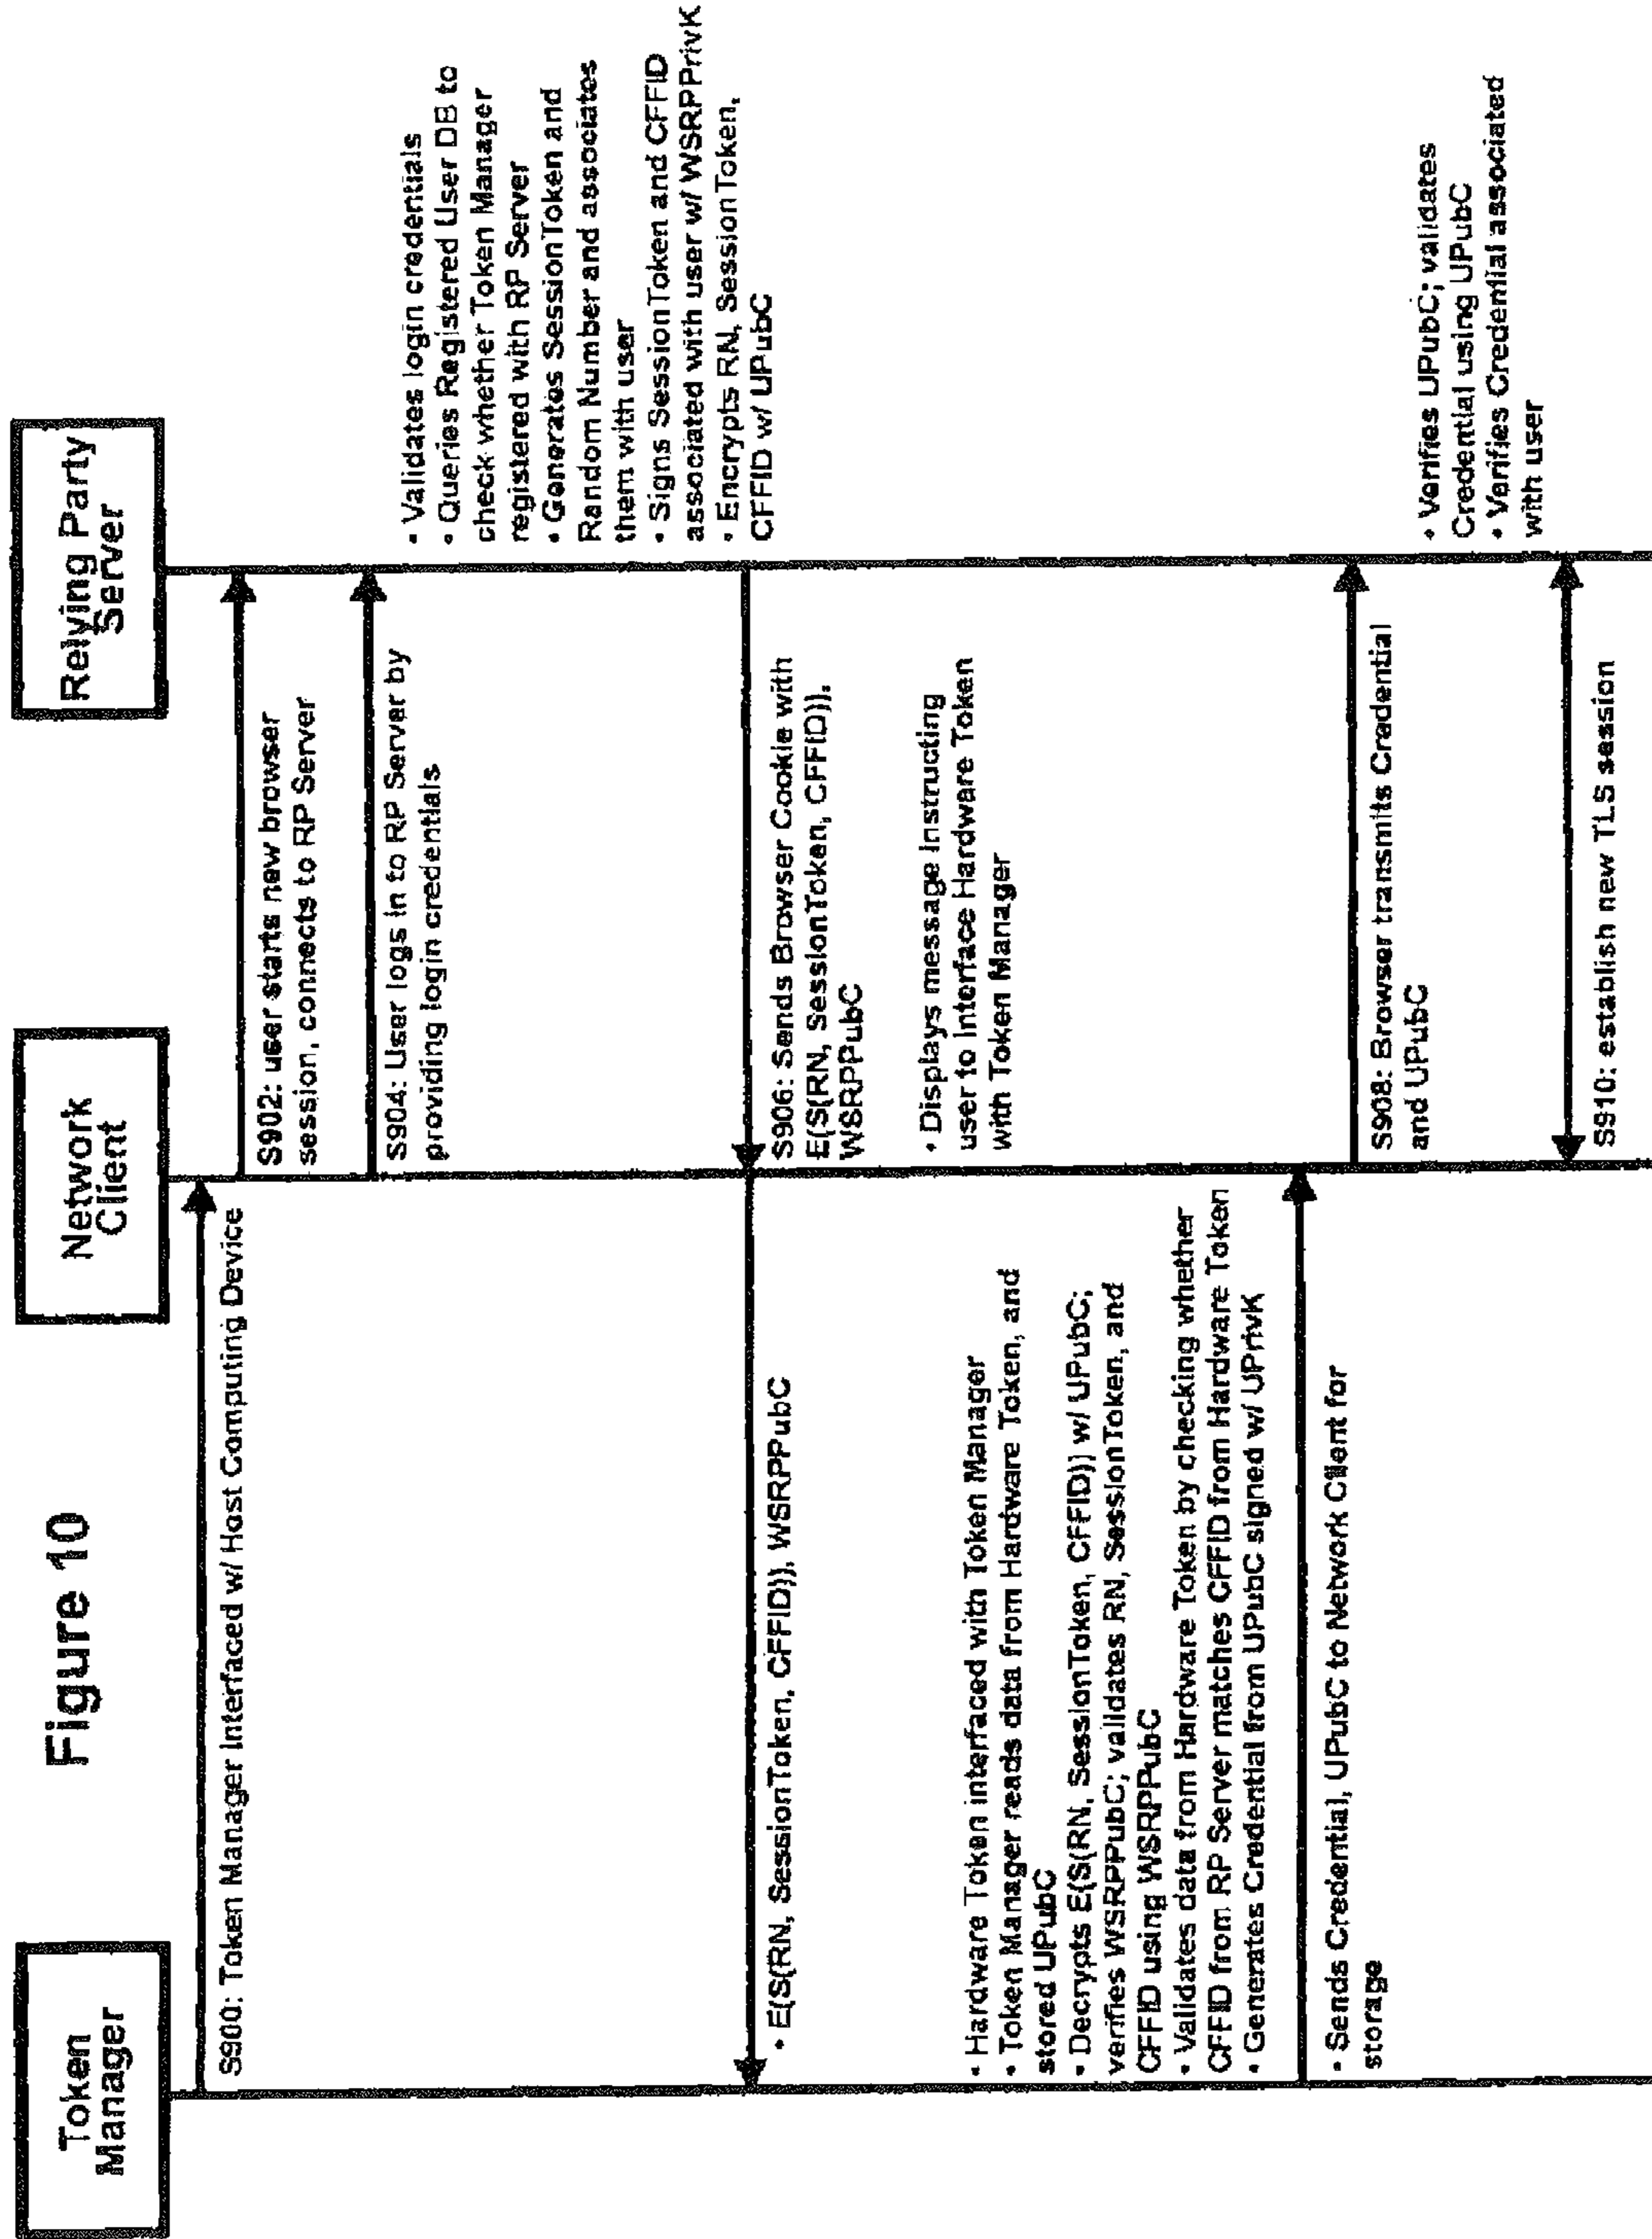 Figure 10
Token
Manager
Network
Client
Relying Party
Server
S900: Token Manager Interfaced w/ Host Computing Device
S902: user starts new browser
session, connects to RP Server
S904: User logs in to RP Server by
providing login credentials
• Validates login credentials
• Queries Registered User DB to
check whether Token Manager
registered with RP Server
• Generates SessionToken and
Random Number and associates
them with user
• Signs SessionToken and CFFID
associated with user w/ WSRPPrivK
• Encrypts RN, SessionToken,
CFFID w/ UPubC
S906: Sends Browser Cookie with
E(S(RN, SessionToken, CFFID)),
WSRPPubC
• Displays message instructing
user to Interface Hardware Token
with Token Manager
• E(S(RN, SessionToken, CFFID)), WSRPPubC
• Hardware Token interfaced with Token Manager
• Token Manager reads data from Hardware Token, and
stored UPubC
• Decrypts E(S(RN, SessionToken, CFFID)) w/ UPubC;
verifies WSRPPubC; validates RN, SessionToken, and
CFFID using WSRPPubC
• Validates data from Hardware Token by checking whether
CFFID from RP Server matches CFFID from Hardware Token
• Generates Credential from UPubC signed w/ UPrivK
• Sends Credential, UPubC to Network Client for
storage
S908: Browser transmits Credential
and UPubC
• Verifies UPubC; validates
Credential using UPubC
• Verifies Credential associated
with user
S910: establish new TLS session